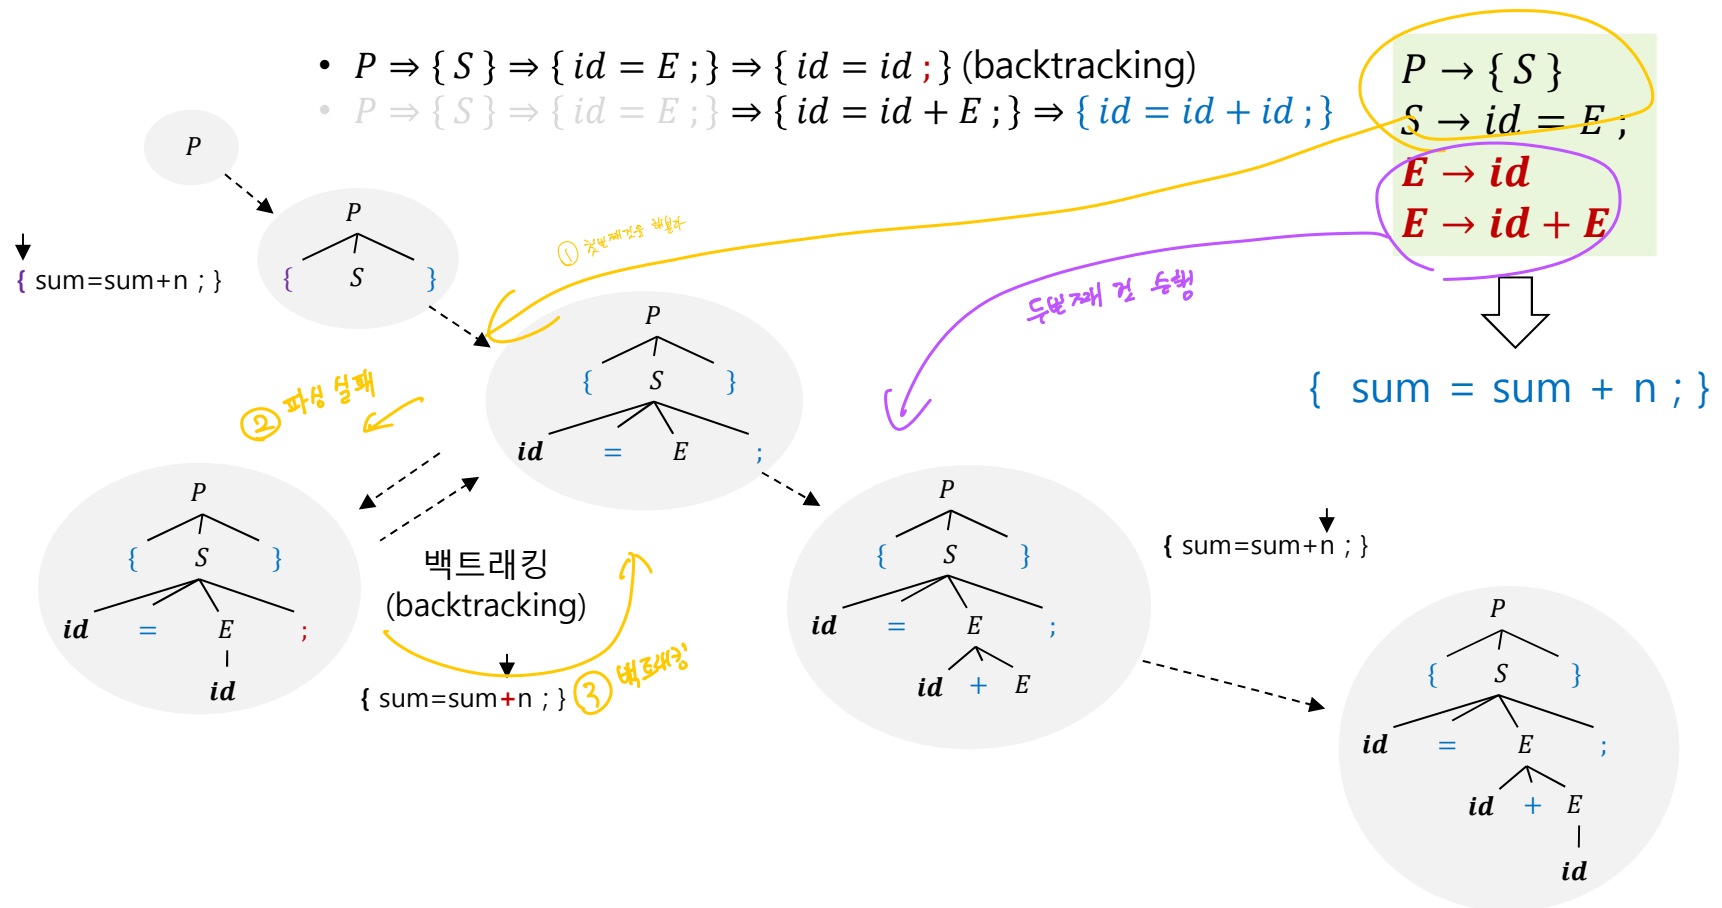 • P ⇒ { S } ⇒ { id = E ; } ⇒ { id = id ; } (backtracking)
• P ⇒ { S } ⇒ { id = E ; } ⇒ { id = id + E ; } ⇒ { id = id + id ; }
P → { S }
S → id = E ;
E → id
E → id + E
{ sum = sum + n ; }
P
{ sum=sum+n ; }
P
{ S }
①
두번째 것 수행
P
{ S }
id = E ;
② 파싱 실패
P
{ S }
id = E ;
id
백트래킹
(backtracking)
{ sum=sum+n ; }
③ 백트래킹
P
{ S }
id = E ;
id + E
{ sum=sum+n ; }
P
{ S }
id = E ;
id + E
id